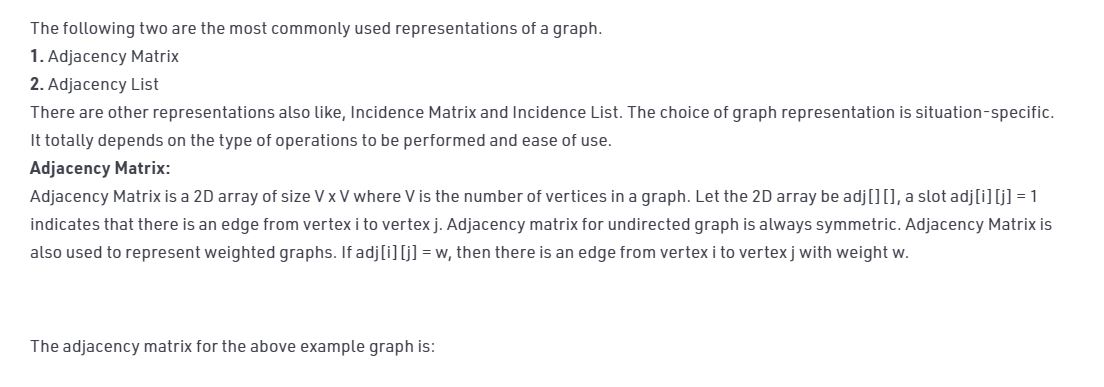 The following two are the most commonly used representations of a graph.
1. Adjacency Matrix
2. Adjacency List
There are other representations also like, Incidence Matrix and Incidence List. The choice of graph representation is situation-specific.
It totally depends on the type of operations to be performed and ease of use.
Adjacency Matrix:
Adjacency Matrix is a 2D array of size V x V where V is the number of vertices in a graph. Let the 2D array be adj[][], a slot adj[i][j] = 1
indicates that there is an edge from vertex i to vertex j. Adjacency matrix for undirected graph is always symmetric. Adjacency Matrix is
also used to represent weighted graphs. If adj[i][j] = w, then there is an edge from vertex i to vertex j with weight w.
The adjacency matrix for the above example graph is: